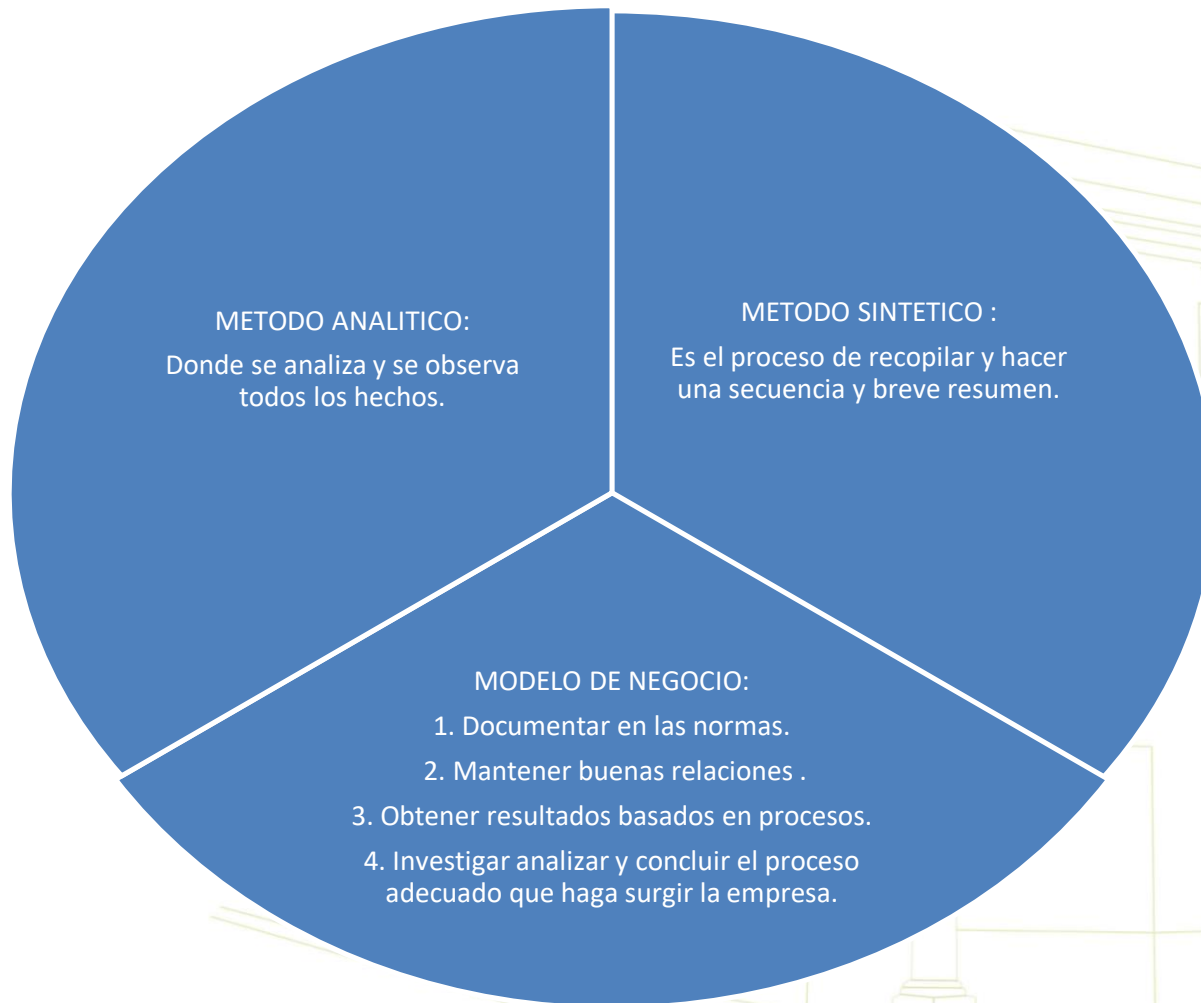 METODO ANALITICO:
Donde se analiza y se observa
todos los hechos.
METODO SINTETICO :
Es el proceso de recopilar y hacer
una secuencia y breve resumen.
MODELO DE NEGOCIO:
1. Documentar en las normas.
2. Mantener buenas relaciones .
3. Obtener resultados basados en procesos.
4. Investigar analizar y concluir el proceso
adecuado que haga surgir la empresa.